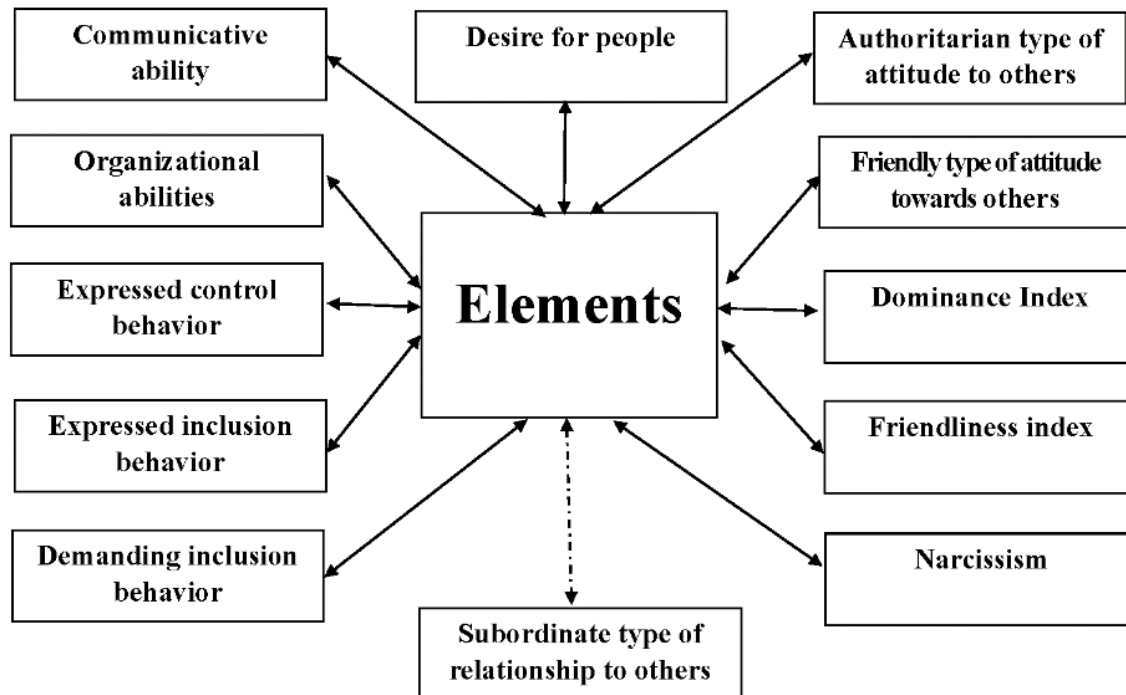 Communicative
ability
Desire for people
Authoritarian type of
attitude to others
Organizational
abilities
Friendly type of attitude
towards others
Elements
Expressed control
behavior
Dominance Index
Expressed inclusion
behavior
Friendliness index
Demanding inclusion
behavior
Narcissism
Subordinate type of
relationship to others